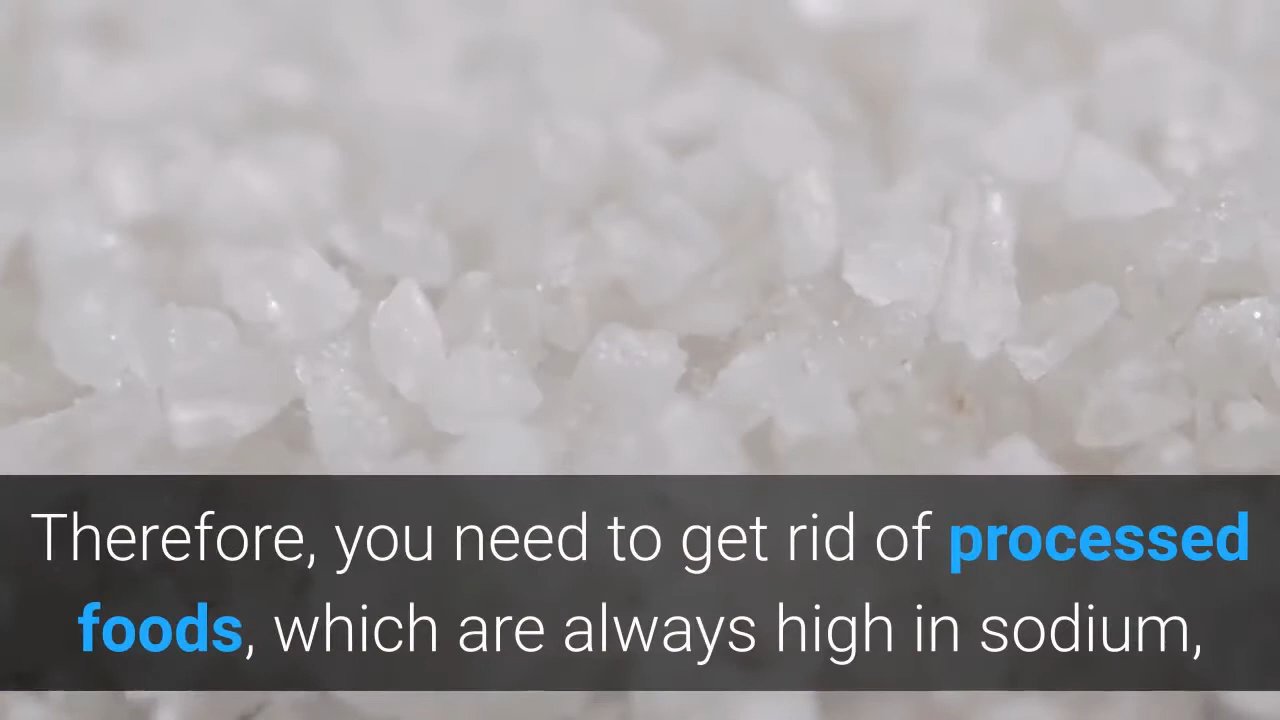 Therefore, you need to get rid of processed
foods, which are always high in sodium,